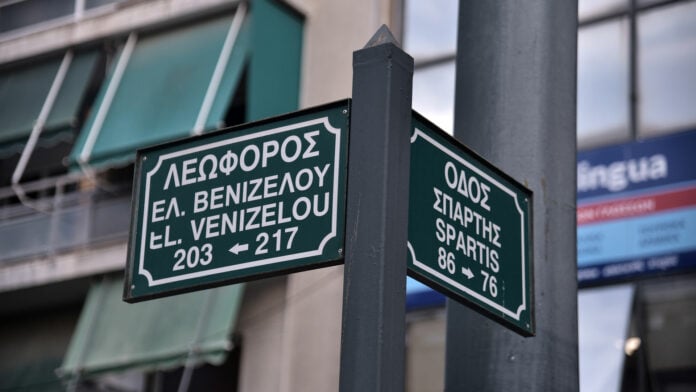 ΛΕΩΦΟΡΟΣ
ΕΛ. ΒΕΝΙΖΕΛΟΥ
EL. VENIZELOU
203 ← 217
ΟΔΟΣ
ΣΠΑΡΤΗΣ
SPARTIS
86 → 76
lingua